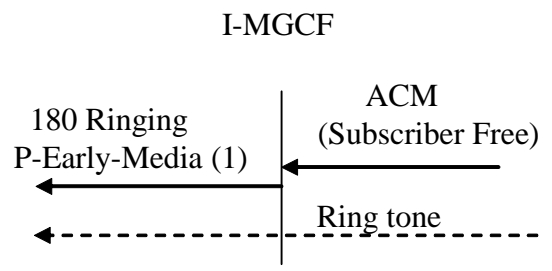 I-MGCF
ACM
180 Ringing
(Subscriber Free)
P-Early-Media (1)
Ring tone